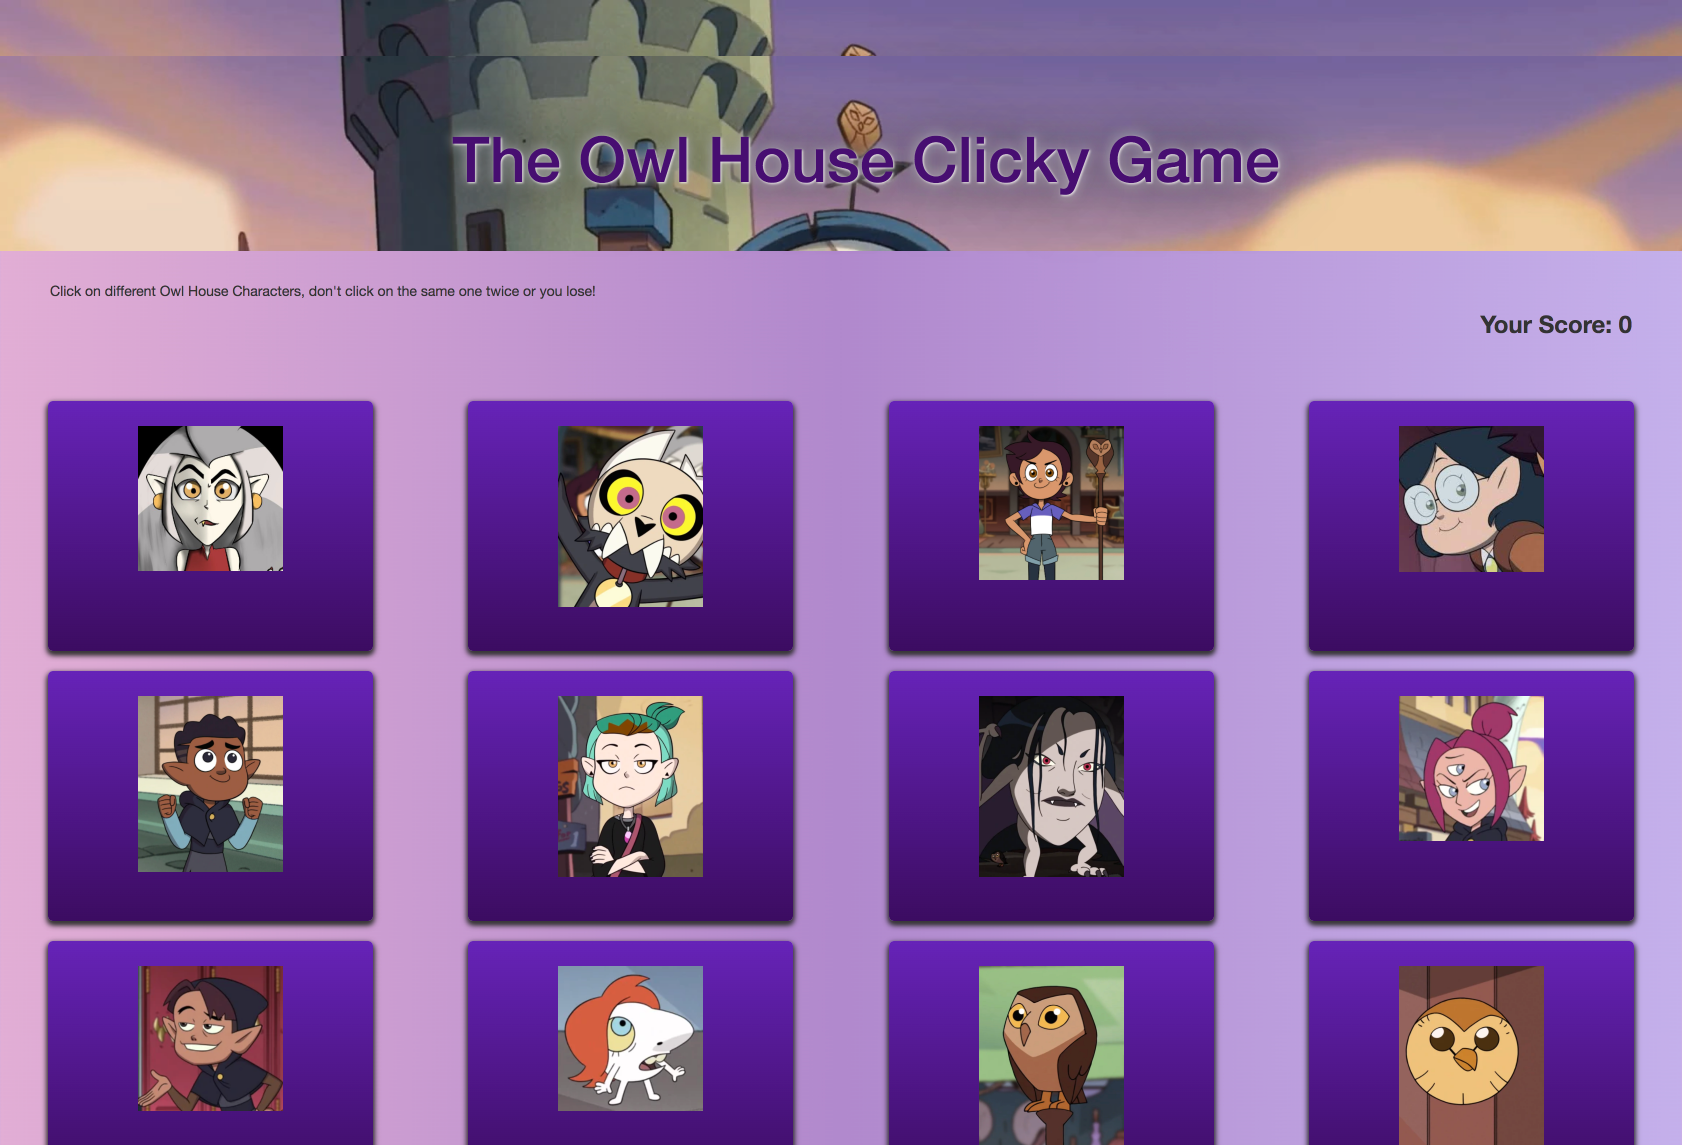 The Owl House Clicky Game
Click on different Owl House Characters, don't click on the same one twice or you lose!
Your Score: 0